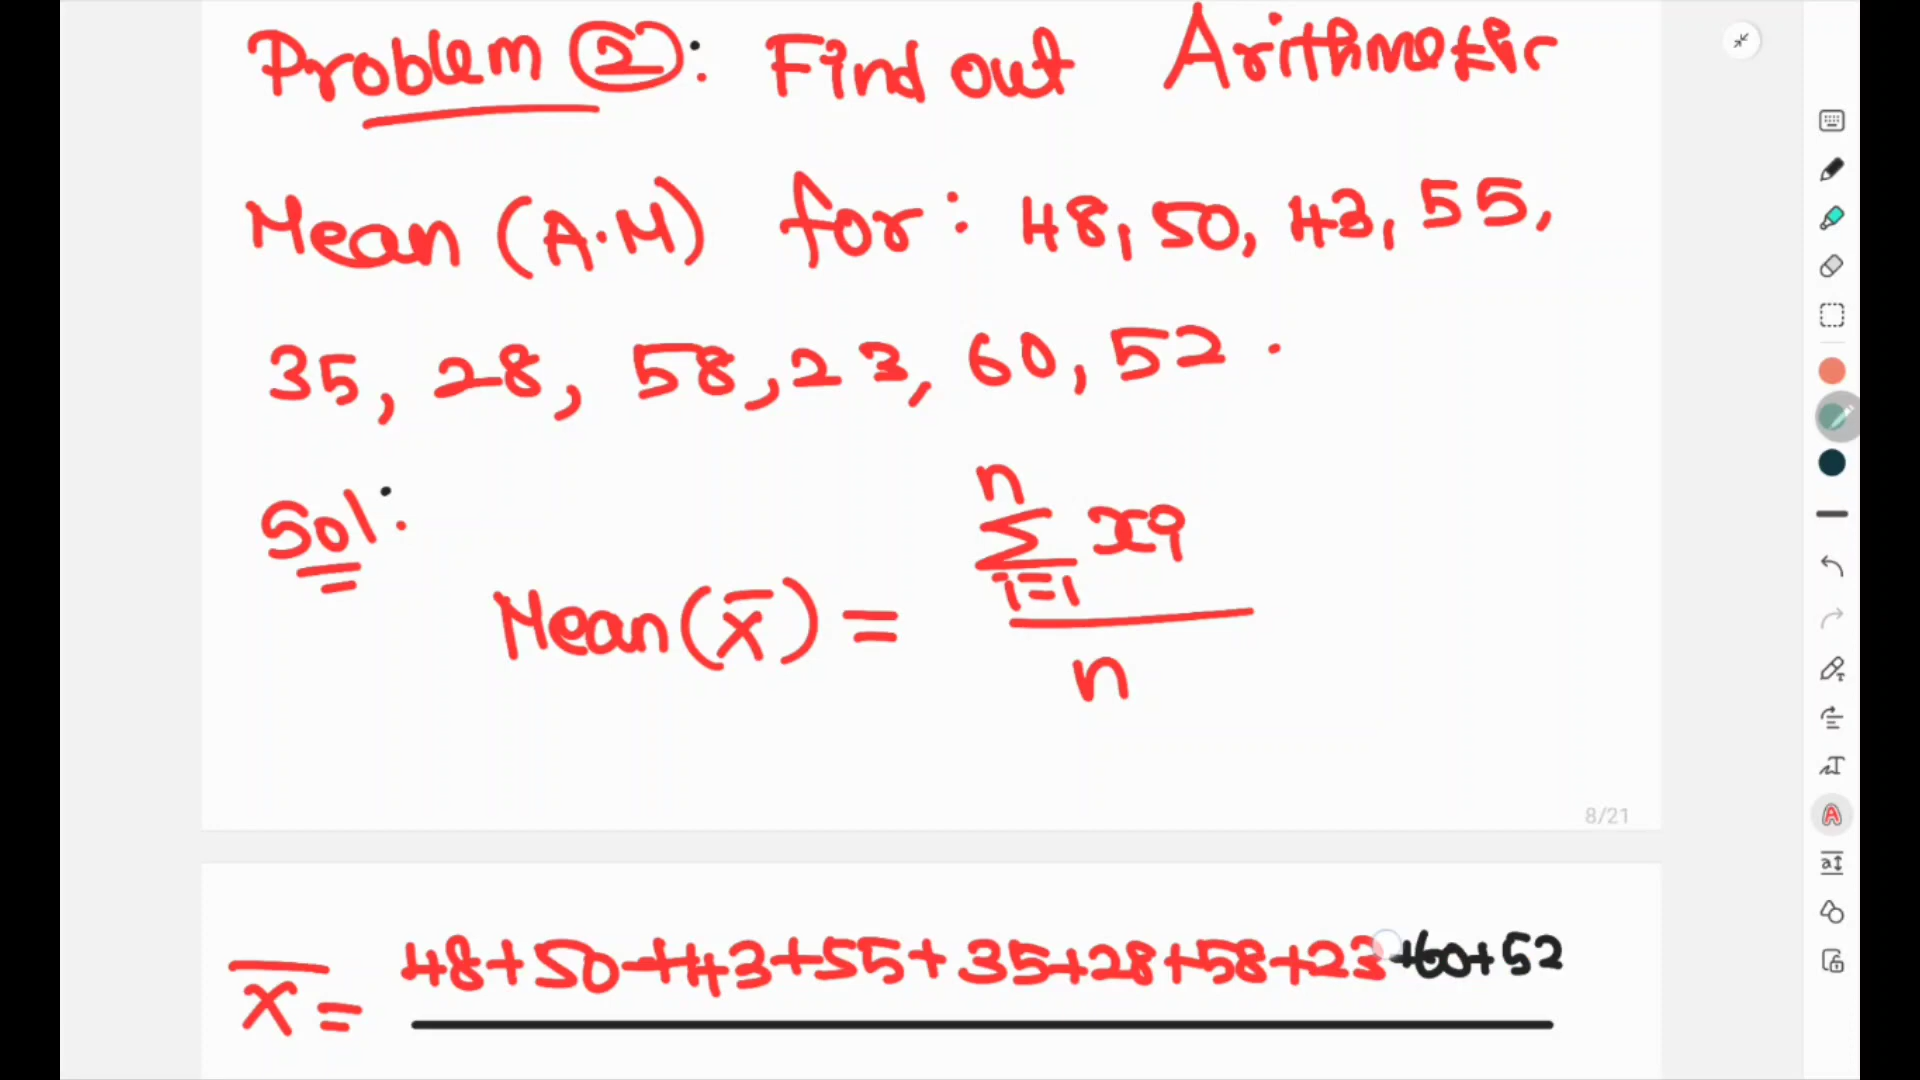 Problem ②: Find out Arithmetic
Mean (A.M) for: 48, 50, 43, 55,
35, 28, 58, 23, 60, 52.
Sol:
n
∑ xi
i=1
Mean(x̄) =
n
8/21
48+50+43+55+35+28+58+23+60+52
x̄ =